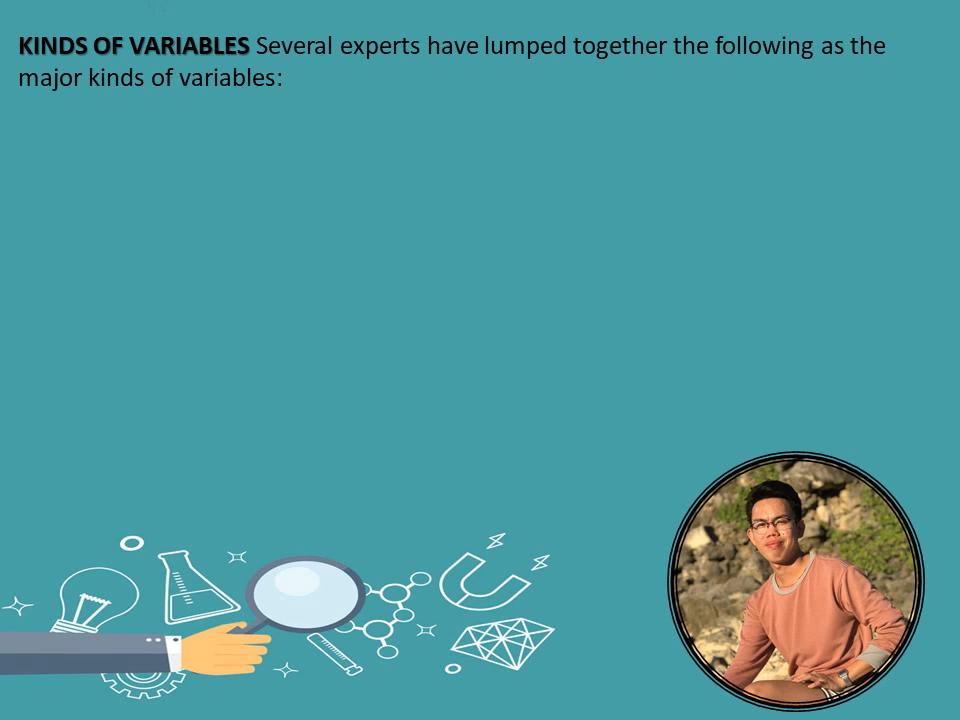 KINDS OF VARIABLES Several experts have lumped together the following as the
major kinds of variables: